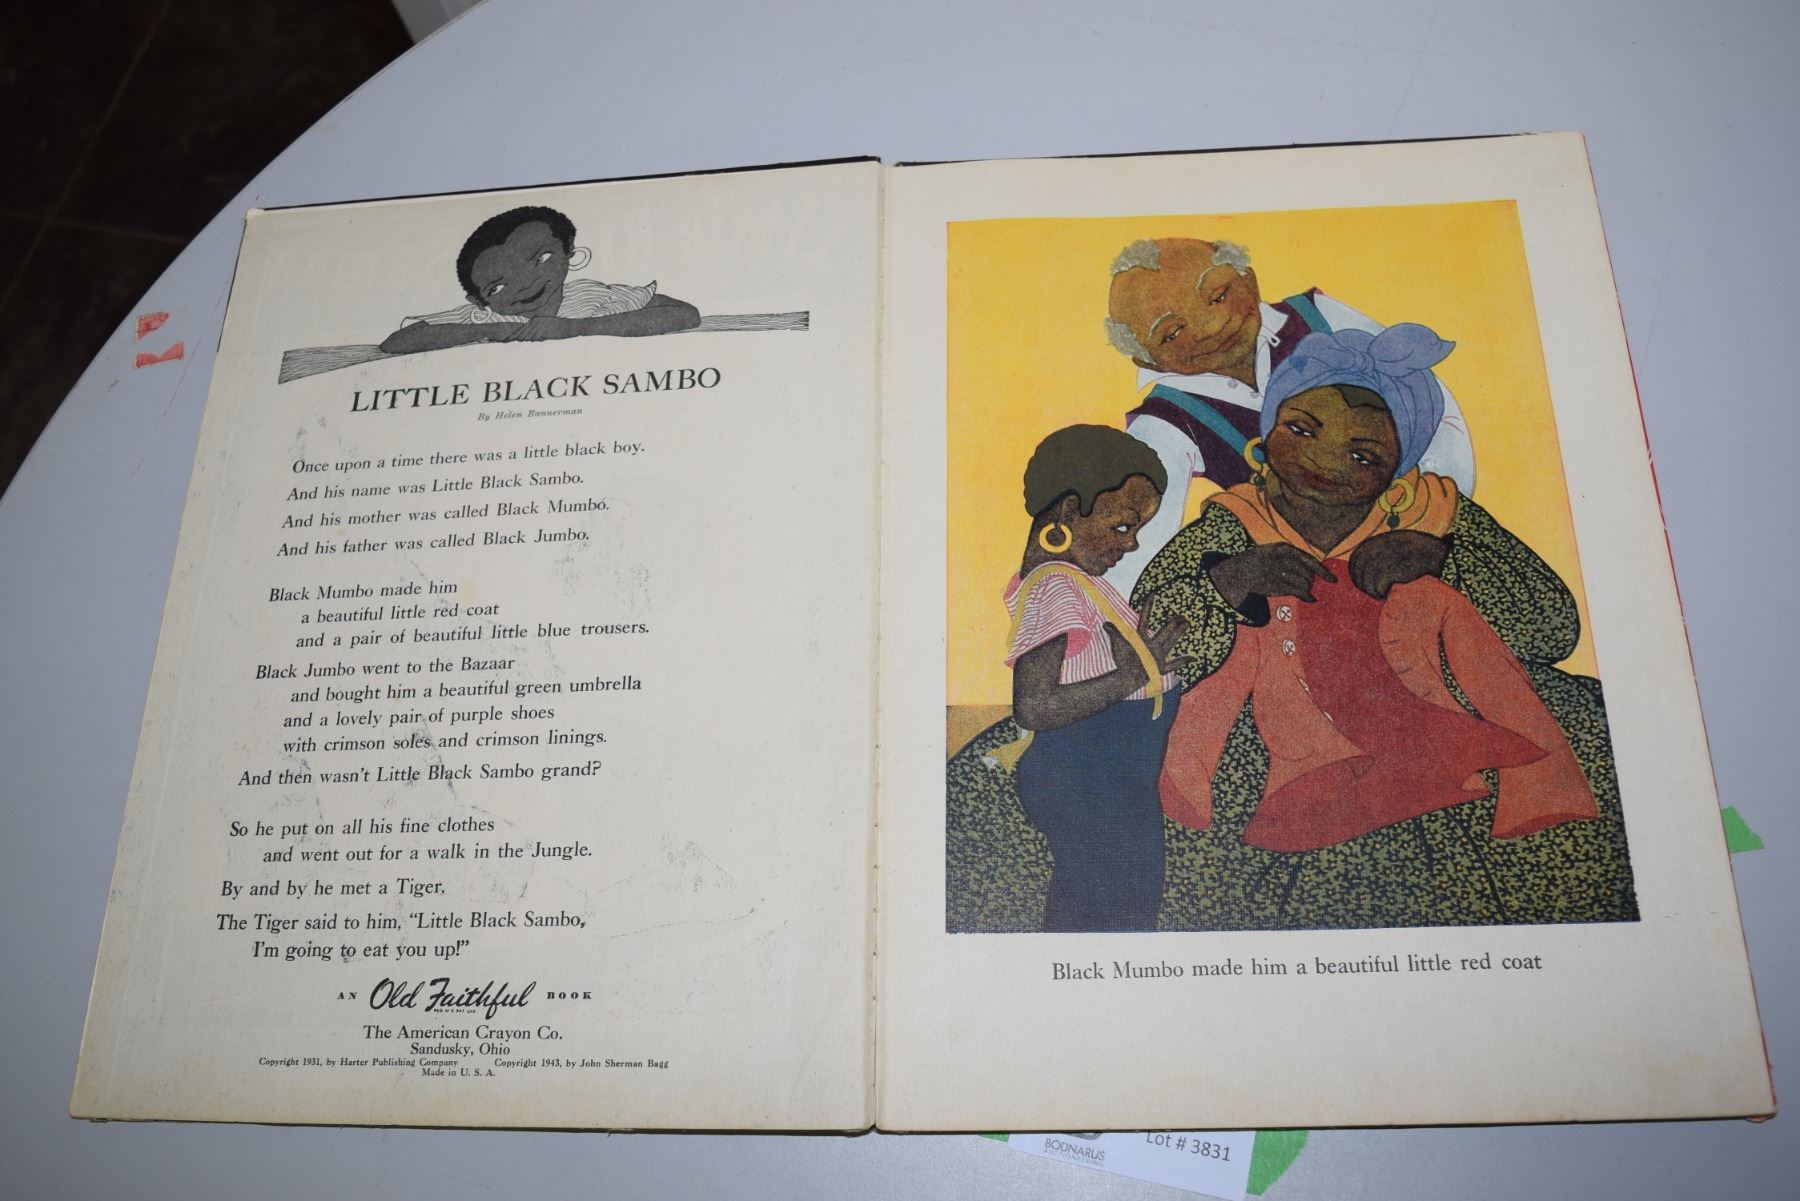 LITTLE BLACK SAMBO
By Helen Bannerman
Once upon a time there was a little black boy.
And his name was Little Black Sambo.
And his mother was called Black Mumbo.
And his father was called Black Jumbo.
Black Mumbo made him
a beautiful little red coat
and a pair of beautiful little blue trousers.
Black Jumbo went to the Bazaar
and bought him a beautiful green umbrella
and a lovely pair of purple shoes
with crimson soles and crimson linings.
And then wasn't Little Black Sambo grand?
So he put on all his fine clothes
and went out for a walk in the Jungle.
By and by he met a Tiger.
The Tiger said to him, "Little Black Sambo,
I'm going to eat you up!"
AN Old Faithful BOOK
REG U S PAT OFF
The American Crayon Co.
Sandusky, Ohio
Copyright 1931, by Harter Publishing Company Copyright 1943, by John Sherman Bagg
Made in U. S. A.
Black Mumbo made him a beautiful little red coat
BODNARUS
AUCTIONEERING
Lot # 3831